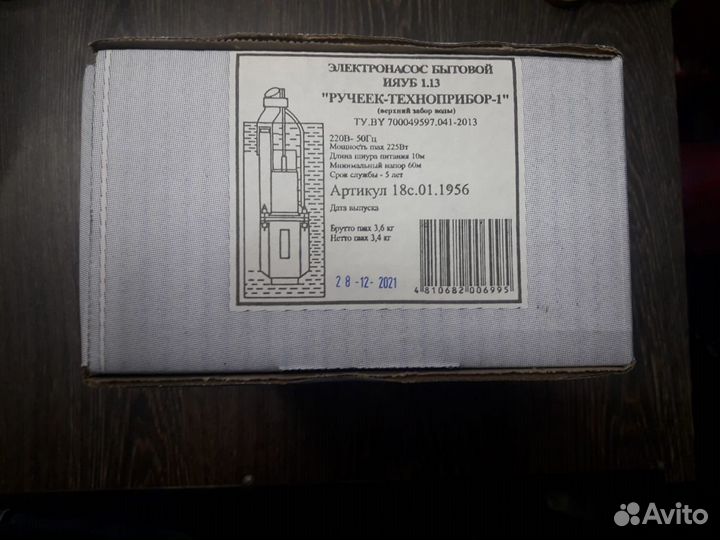 ЭЛЕКТРОНАСОС БЫТОВОЙ
ИЯУБ 1.13
"РУЧЕЕК-ТЕХНОПРИБОР-1"
(верхний забор воды)
ТУ.BY 700049597.041-2013
220В- 50Гц
Мощность max 225Вт
Длина шнура питания 10м
Минимальный напор 60м
Срок службы - 5 лет
Артикул 18с.01.1956
Дата выпуска
Брутто max 3,6 кг
Нетто max 3,4 кг
28-12-2021
4 810682 006995
Avito